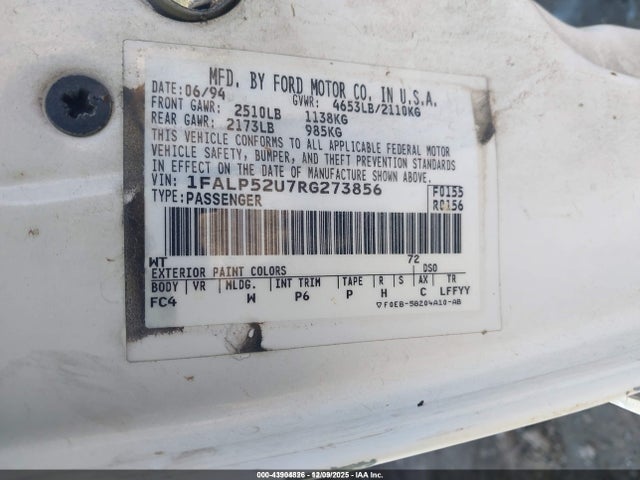 MFD. BY FORD MOTOR CO. IN U.S.A.
DATE: 06/94 GVWR: 4653LB/2110KG
FRONT GAWR: 2510LB 1138KG
REAR GAWR: 2173LB 985KG
THIS VEHICLE CONFORMS TO ALL APPLICABLE FEDERAL MOTOR
VEHICLE SAFETY, BUMPER, AND THEFT PREVENTION STANDARDS
IN EFFECT ON THE DATE OF MANUFACTURE SHOWN ABOVE.
VIN: 1FALP52U7RG273856 F0155
TYPE: PASSENGER R0156
WT 72
EXTERIOR PAINT COLORS DSO
BODY VR MLDG. INT TRIM TAPE R S AX TR
FC4 W P6 P H C LFFYY
F0EB-58204A10-AB
00-43904826 - 12/09/2025 - IAAI.com